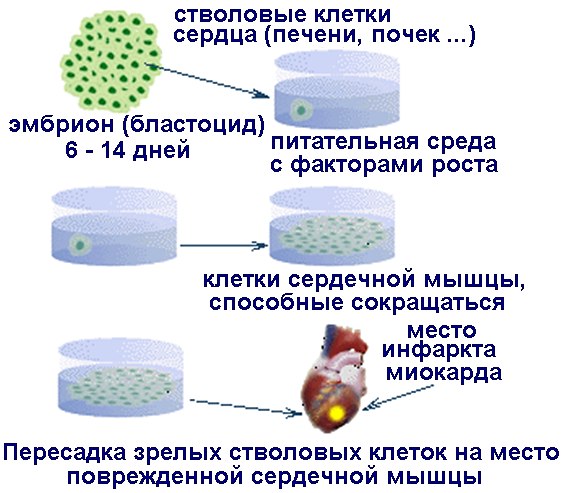 стволовые клетки
сердца (печени, почек ...)
эмбрион (бластоцид)
6 - 14 дней
питательная среда
с факторами роста
клетки сердечной мышцы,
способные сокращаться
место
инфаркта
миокарда
Пересадка зрелых стволовых клеток на место
поврежденной сердечной мышцы